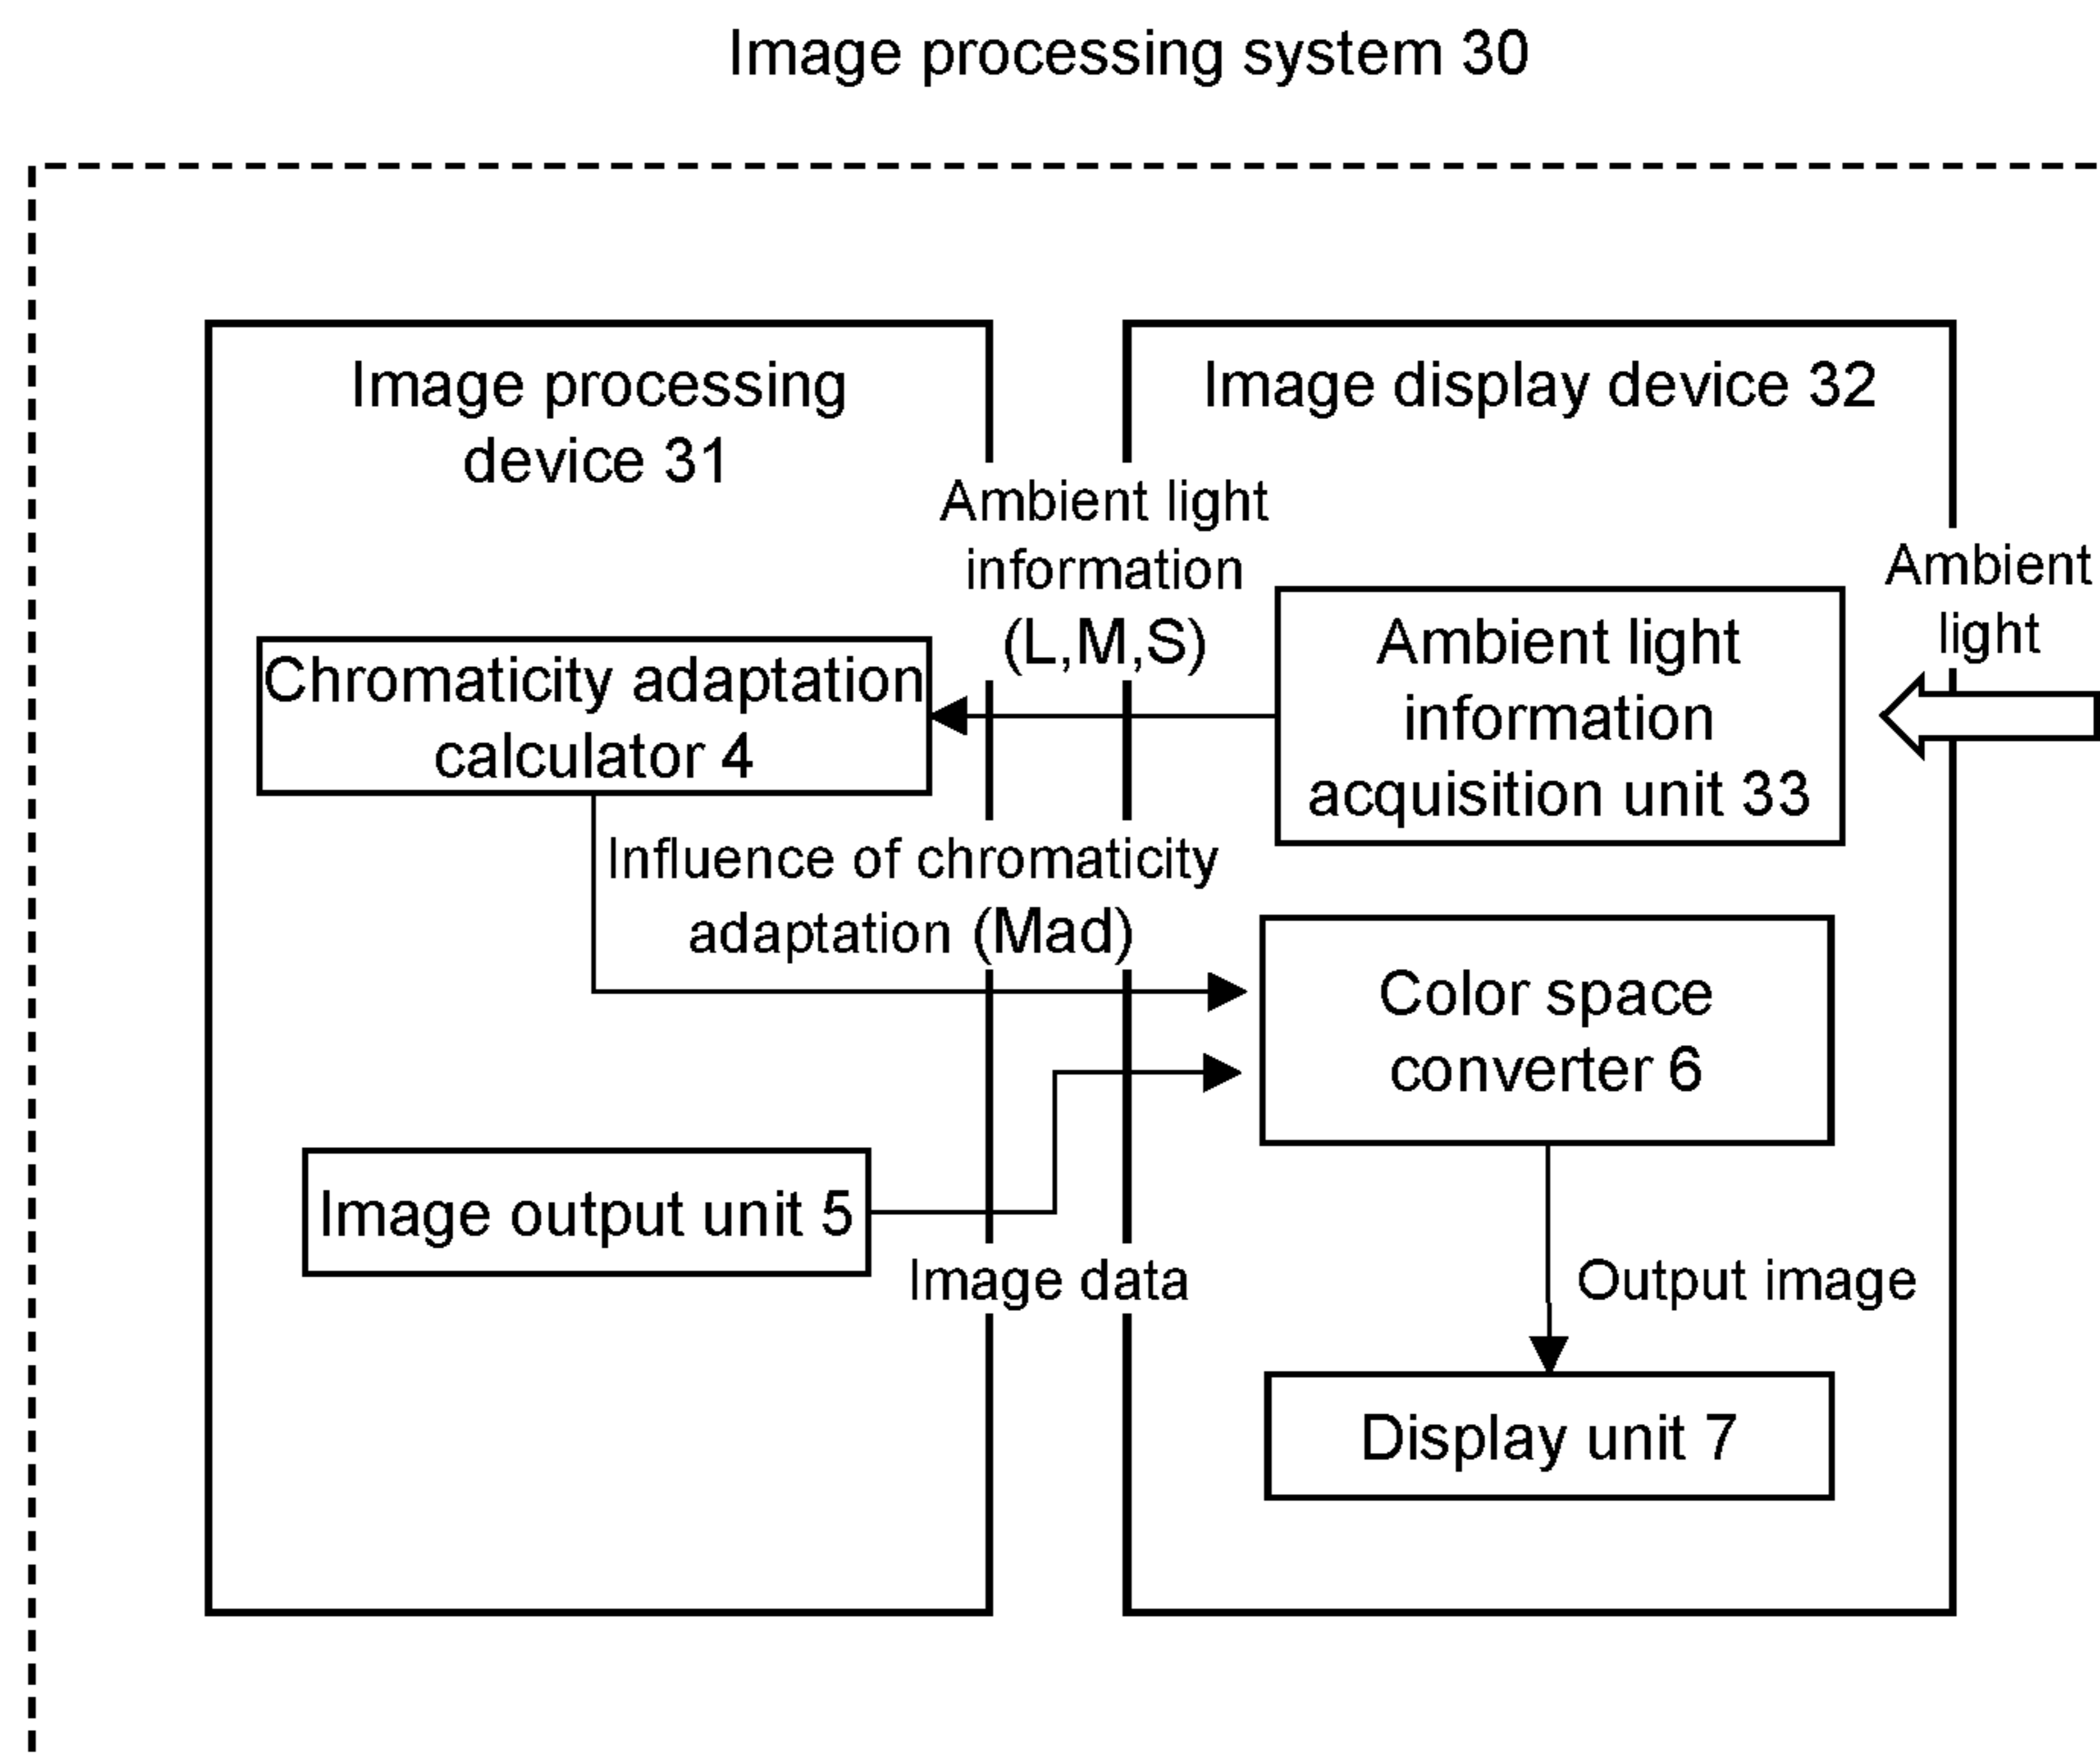 Image processing system 30
Image processing
device 31
Image display device 32
Ambient light
information
(L,M,S)
Ambient
light
Ambient light
information
acquisition unit 33
Chromaticity adaptation
calculator 4
Influence of chromaticity
adaptation (Mad)
Color space
converter 6
Image output unit 5
Image data
Output image
Display unit 7